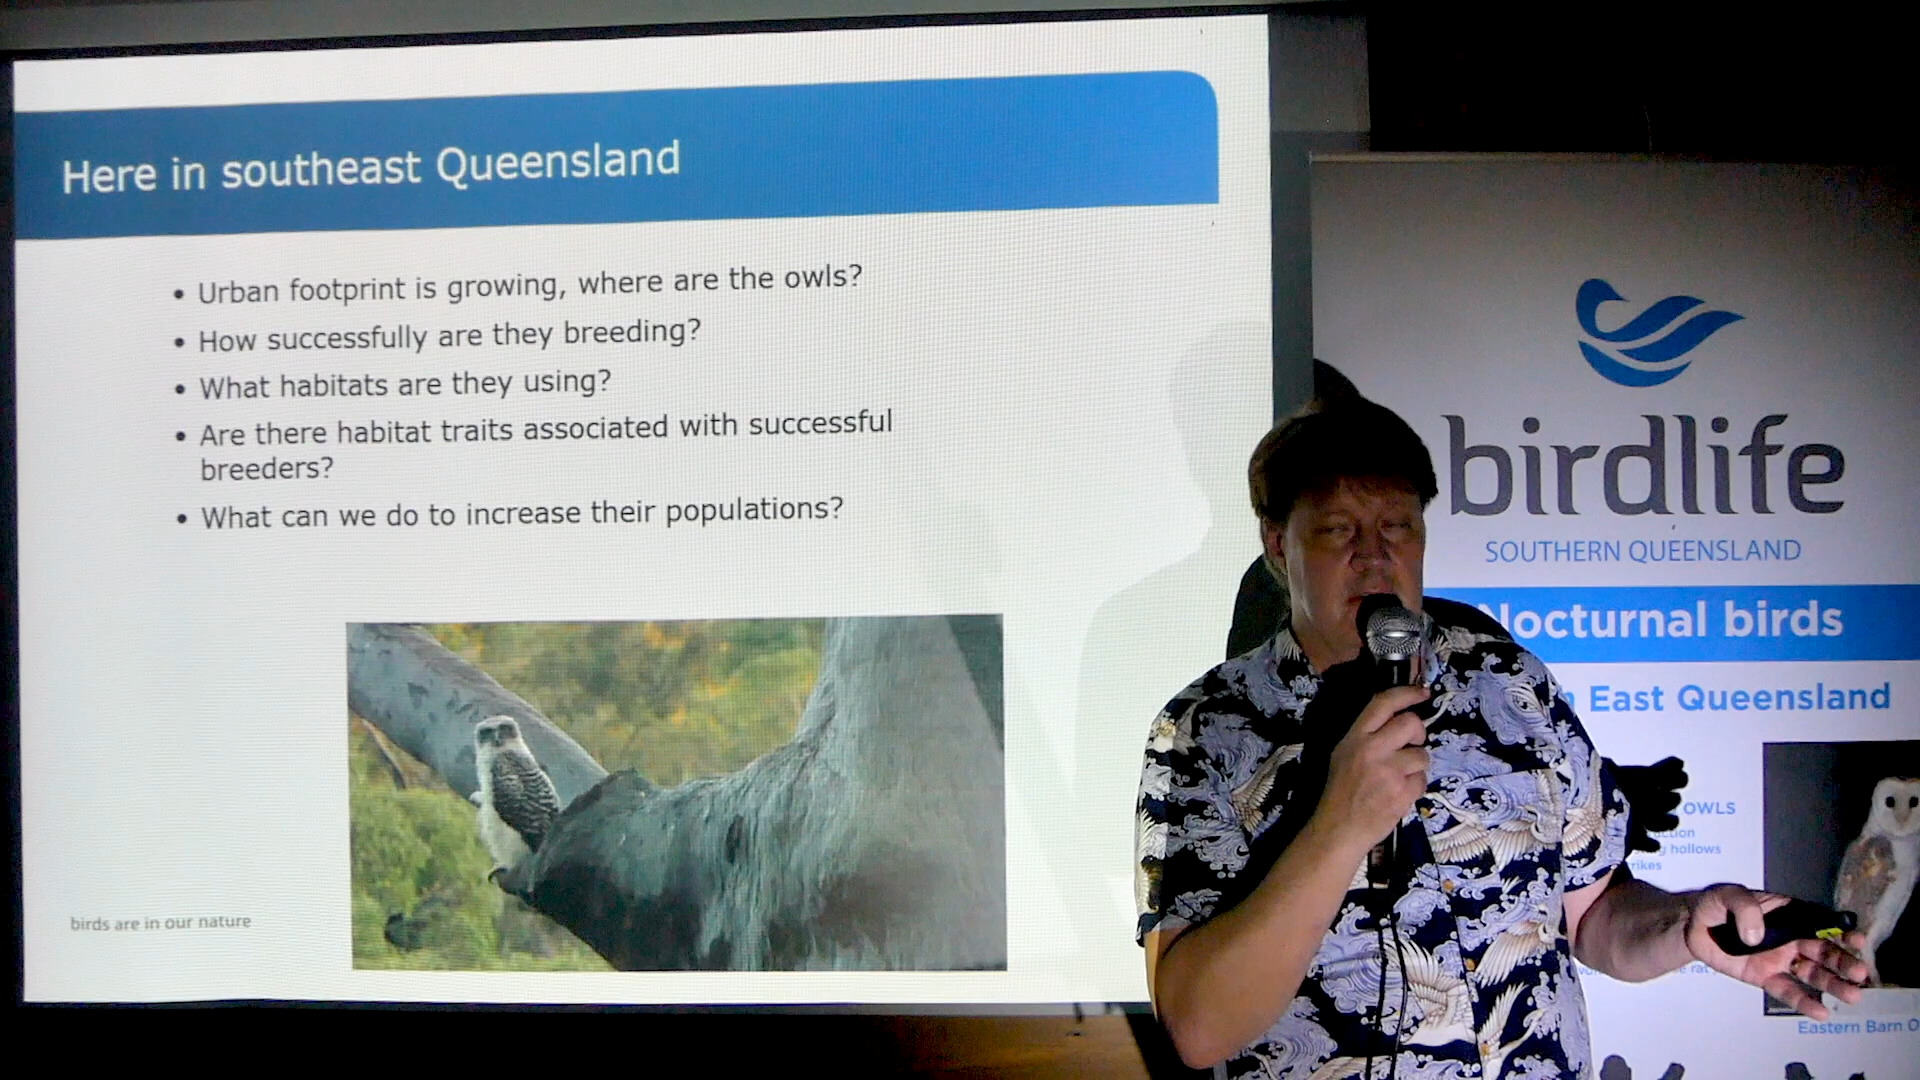 Here in southeast Queensland
• Urban footprint is growing, where are the owls?
• How successfully are they breeding?
• What habitats are they using?
• Are there habitat traits associated with successful
breeders?
• What can we do to increase their populations?
birds are in our nature
birdlife
SOUTHERN QUEENSLAND
Nocturnal birds
East Queensland
OWLS
hollows
Eastern Barn